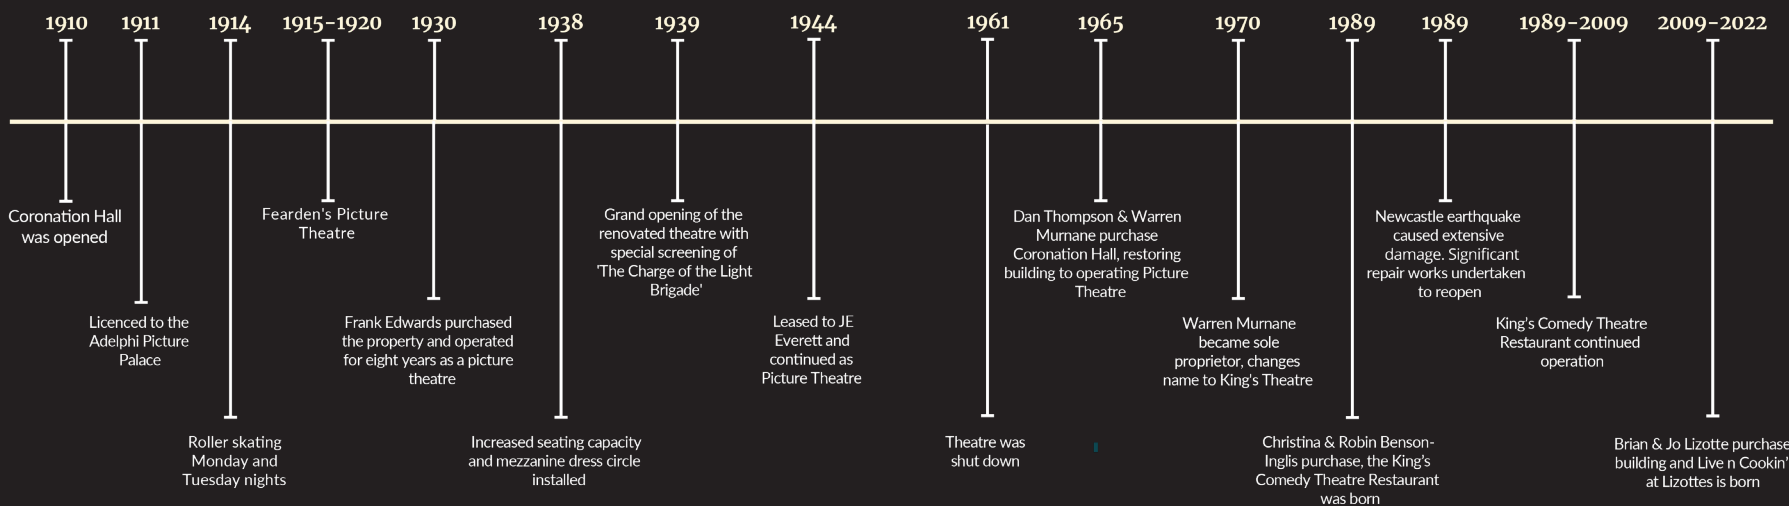 1910
1911
1914
1915–1920
1930
1938
1939
1944
1961
1965
1970
1989
1989
1989–2009
2009–2022
Coronation Hall
was opened
Licenced to the
Adelphi Picture
Palace
Roller skating
Monday and
Tuesday nights
Fearden's Picture
Theatre
Frank Edwards purchased
the property and operated
for eight years as a picture
theatre
Increased seating capacity
and mezzanine dress circle
installed
Grand opening of the
renovated theatre with
special screening of
'The Charge of the Light
Brigade'
Leased to JE
Everett and
continued as
Picture Theatre
Theatre was
shut down
Dan Thompson & Warren
Murnane purchase
Coronation Hall, restoring
building to operating Picture
Theatre
Warren Murnane
became sole
proprietor, changes
name to King's Theatre
Christina & Robin Benson-
Inglis purchase, the King's
Comedy Theatre Restaurant
was born
Newcastle earthquake
caused extensive
damage. Significant
repair works undertaken
to reopen
King's Comedy Theatre
Restaurant continued
operation
Brian & Jo Lizotte purchase
building and Live n Cookin'
at Lizottes is born